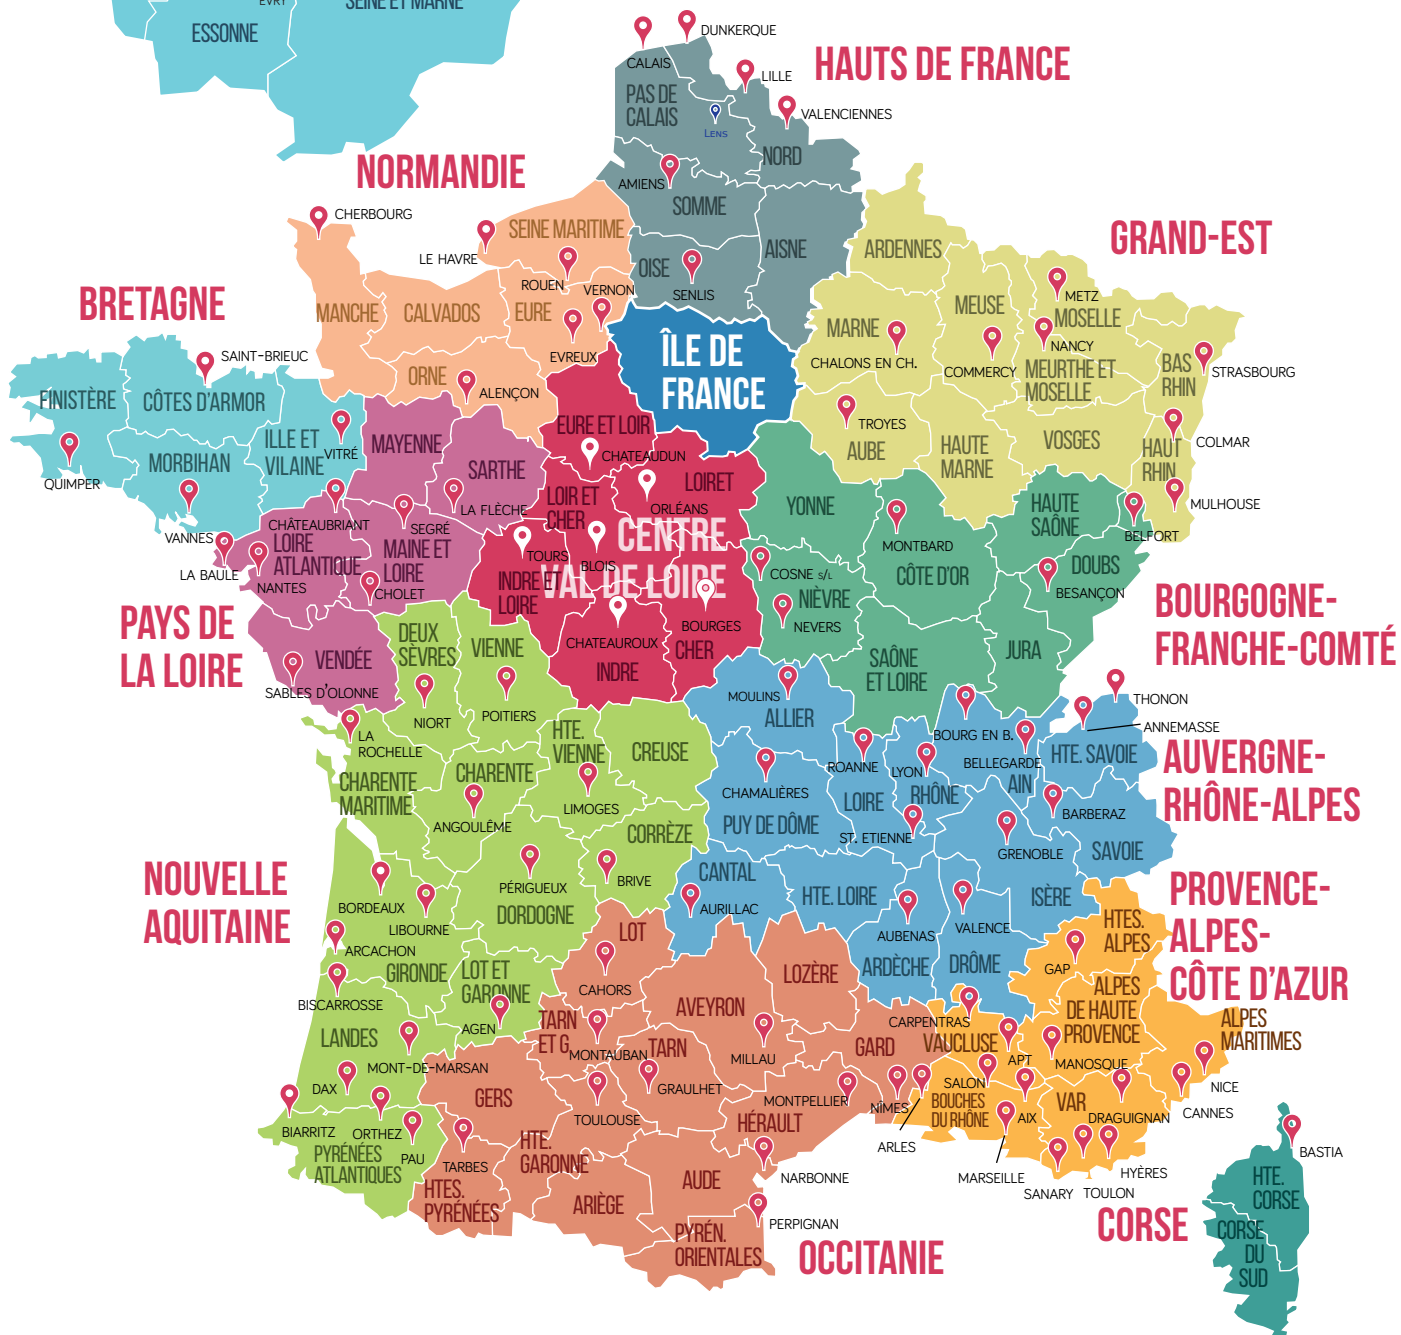 EVRY
SEINE ET MARNE
ESSONNE
DUNKERQUE
CALAIS
LILLE
HAUTS DE FRANCE
PAS DE
CALAIS
VALENCIENNES
LENS
NORD
NORMANDIE
AMIENS
SOMME
CHERBOURG
SEINE MARITIME
LE HAVRE
AISNE
ARDENNES
GRAND-EST
OISE
ROUEN
VERNON
SENLIS
METZ
BRETAGNE
MANCHE
CALVADOS
EURE
MEUSE
MOSELLE
MARNE
NANCY
EVREUX
ÎLE DE
FRANCE
CHALONS EN CH.
COMMERCY
MEURTHE ET
MOSELLE
BAS
RHIN
STRASBOURG
SAINT-BRIEUC
ORNE
ALENÇON
FINISTÈRE
CÔTES D'ARMOR
EURE ET LOIR
TROYES
AUBE
HAUTE
MARNE
VOSGES
HAUT
RHIN
COLMAR
ILLE ET
VILAINE
VITRÉ
MAYENNE
SARTHE
CHATEAUDUN
MORBIHAN
QUIMPER
LOIRET
ORLÉANS
LOIR ET
CHER
YONNE
HAUTE
SAÔNE
MULHOUSE
BELFORT
LA FLÈCHE
CHÂTEAUBRIANT
SEGRÉ
VANNES
LOIRE
ATLANTIQUE
MAINE ET
LOIRE
CENTRE
VAL DE LOIRE
TOURS
BLOIS
INDRE ET
LOIRE
MONTBARD
CÔTE D'OR
DOUBS
BESANÇON
LA BAULE
NANTES
CHOLET
COSNE S/L
NIÈVRE
NEVERS
BOURGOGNE-
FRANCHE-COMTÉ
PAYS DE
LA LOIRE
DEUX
SÈVRES
VIENNE
CHATEAUROUX
INDRE
BOURGES
CHER
VENDÉE
SABLES D'OLONNE
SAÔNE
ET LOIRE
JURA
NIORT
POITIERS
MOULINS
ALLIER
THONON
ANNEMASSE
LA
ROCHELLE
HTE.
VIENNE
CREUSE
BOURG EN B.
BELLEGARDE
HTE. SAVOIE
AUVERGNE-
RHÔNE-ALPES
CHARENTE
MARITIME
CHARENTE
LIMOGES
CHAMALIÈRES
ROANNE
LYON
AIN
ANGOULÊME
CORRÈZE
PUY DE DÔME
LOIRE
RHÔNE
BARBERAZ
ST. ETIENNE
GRENOBLE
SAVOIE
NOUVELLE
AQUITAINE
PÉRIGUEUX
BRIVE
CANTAL
AURILLAC
HTE. LOIRE
ISÈRE
PROVENCE-
ALPES-
CÔTE D'AZUR
BORDEAUX
LIBOURNE
DORDOGNE
LOT
AUBENAS
VALENCE
HTES.
ALPES
ARCACHON
GIRONDE
LOT ET
GARONNE
CAHORS
LOZÈRE
ARDÈCHE
DRÔME
GAP
BISCARROSSE
AGEN
AVEYRON
ALPES
DE HAUTE
PROVENCE
CARPENTRAS
ALPES
MARITIMES
LANDES
TARN
ET G.
MONTAUBAN
TARN
MILLAU
GARD
VAUCLUSE
APT
MANOSQUE
MONT-DE-MARSAN
GRAULHET
SALON
NICE
DAX
GERS
TOULOUSE
MONTPELLIER
NÎMES
BOUCHES
DU RHÔNE
AIX
VAR
DRAGUIGNAN
CANNES
BIARRITZ
ORTHEZ
HÉRAULT
ARLES
PYRÉNÉES
ATLANTIQUES
PAU
TARBES
HTE.
GARONNE
NARBONNE
MARSEILLE
HYÈRES
SANARY
TOULON
BASTIA
HTES.
PYRÉNÉES
ARIÈGE
AUDE
HTE.
CORSE
PERPIGNAN
PYRÉN.
ORIENTALES
OCCITANIE
CORSE
CORSE
DU
SUD